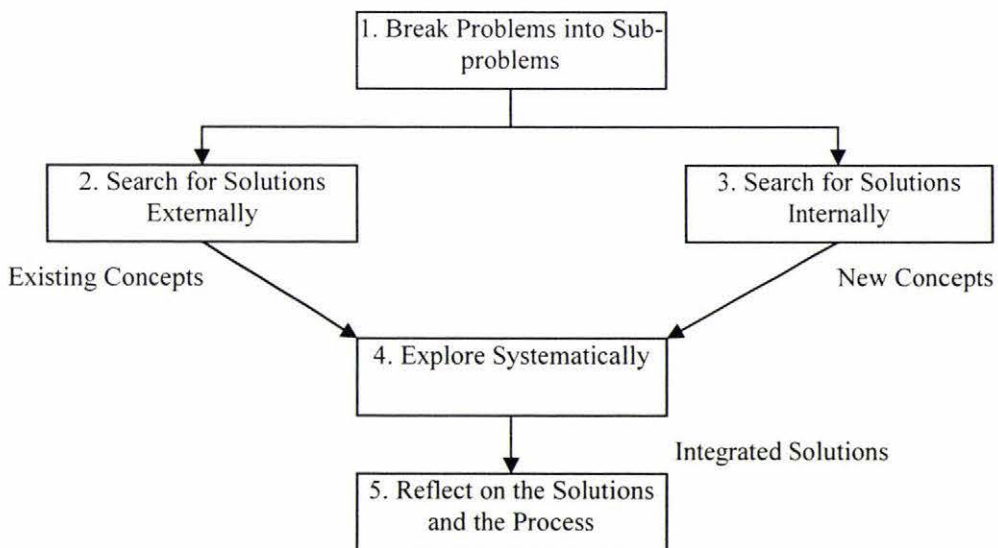 1. Break Problems into Sub-
problems
2. Search for Solutions
Externally
3. Search for Solutions
Internally
Existing Concepts
New Concepts
4. Explore Systematically
Integrated Solutions
5. Reflect on the Solutions
and the Process